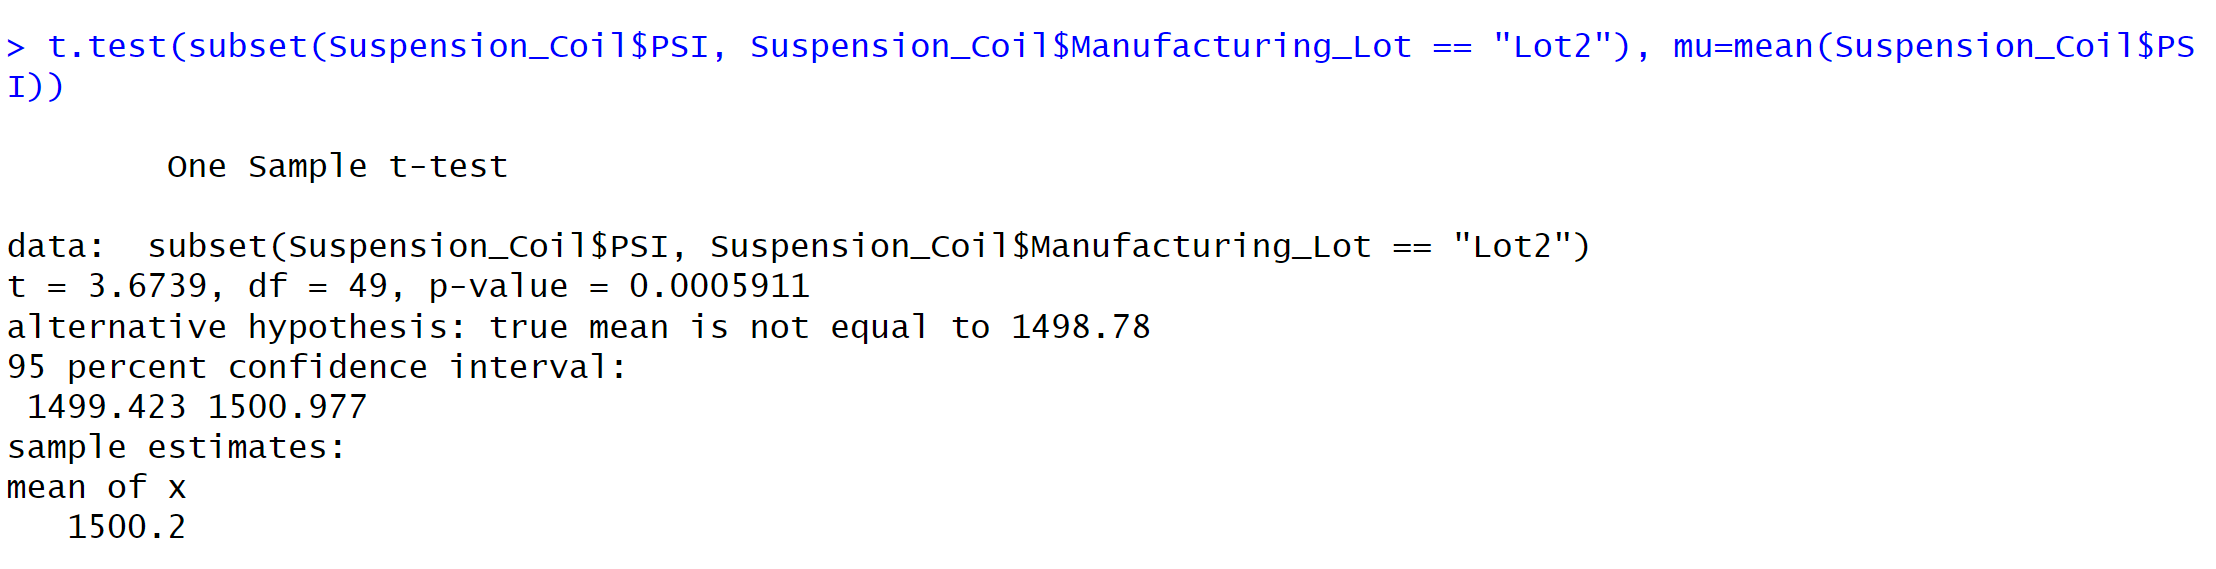 > t.test(subset(Suspension_Coil$PSI, Suspension_Coil$Manufacturing_Lot == "Lot2"), mu=mean(Suspension_Coil$PS
I))
One Sample t-test
data:  subset(Suspension_Coil$PSI, Suspension_Coil$Manufacturing_Lot == "Lot2")
t = 3.6739, df = 49, p-value = 0.0005911
alternative hypothesis: true mean is not equal to 1498.78
95 percent confidence interval:
 1499.423 1500.977
sample estimates:
mean of x
   1500.2